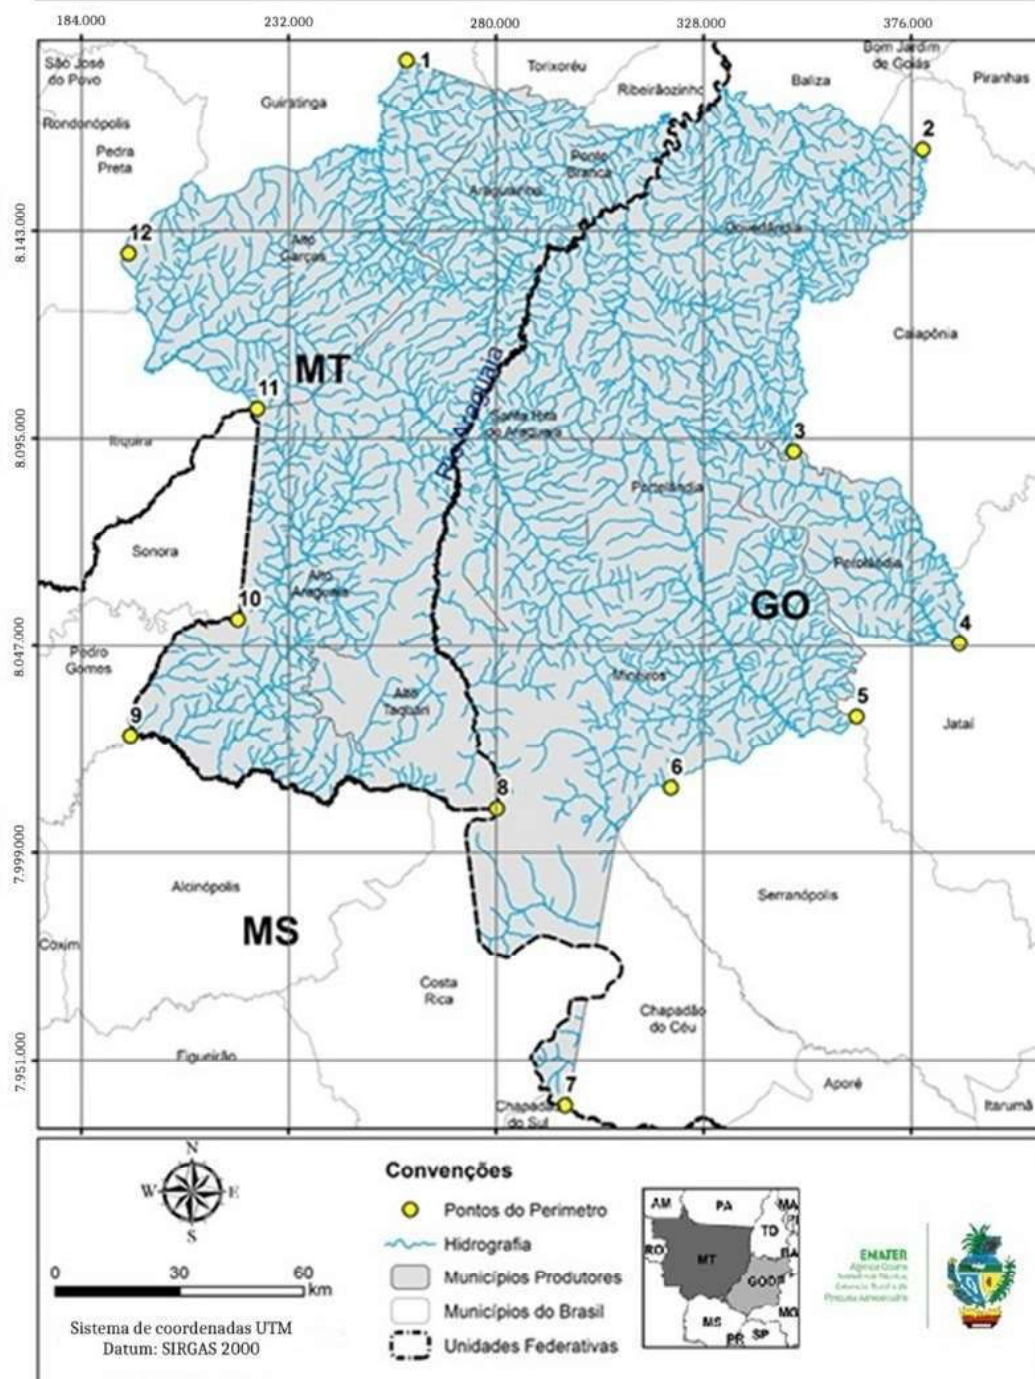 184.000 232.000 280.000 328.000 376.000
São José
do Povo
1
Torixoréu
Bom Jardim
de Goiás
Baliza
Piranhas
Ribeirãozinho
Guiratinga
Rondonópolis
2
Pedra
Preta
Ponte
Branca
Araguainha
8.143.000
12
Alto
Garças
Doverlândia
Caiapônia
MT
Rio Araguaia
11
Santa Rita
do Araguaia
Itiquira
8.095.000
3
Portelândia
Sonora
Alto
Araguaia
Perolândia
10
GO
4
8.047.000
Pedro
Gomes
Mineiros
Alto
Taquari
5
Jataí
9
6
8
7.999.000
Alcinópolis
Serranópolis
MS
Coxim
Costa
Rica
Chapadão
do Céu
Figueirão
7.951.000
7
Aporé
Chapadão
do Sul
Itarumã
N
W E
S
0 30 60 km
Sistema de coordenadas UTM
Datum: SIRGAS 2000
Convenções
Pontos do Perimetro
Hidrografia
Municípios Produtores
Municípios do Brasil
Unidades Federativas
AM PA MA
PI
TO
RO MT BA
GO DF
MS MG
PR SP
EMATER